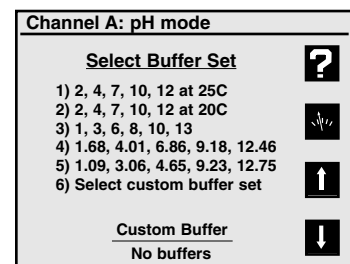 Channel A: pH mode
Select Buffer Set
1) 2, 4, 7, 10, 12 at 25C
2) 2, 4, 7, 10, 12 at 20C
3) 1, 3, 6, 8, 10, 13
4) 1.68, 4.01, 6.86, 9.18, 12.46
5) 1.09, 3.06, 4.65, 9.23, 12.75
6) Select custom buffer set
Custom Buffer
No buffers
?